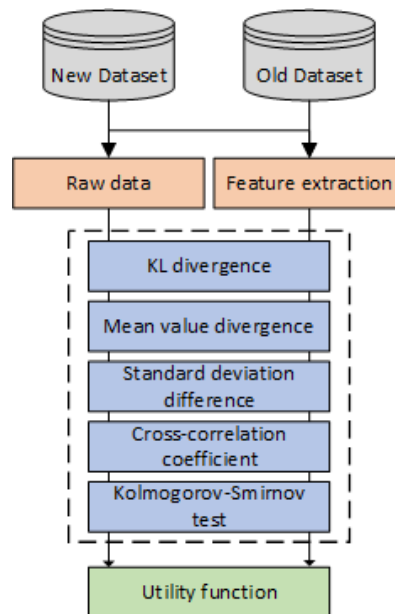 New Dataset
Old Dataset
Raw data
Feature extraction
KL divergence
Mean value divergence
Standard deviation
difference
Cross-correlation
coefficient
Kolmogorov-Smirnov
test
Utility function